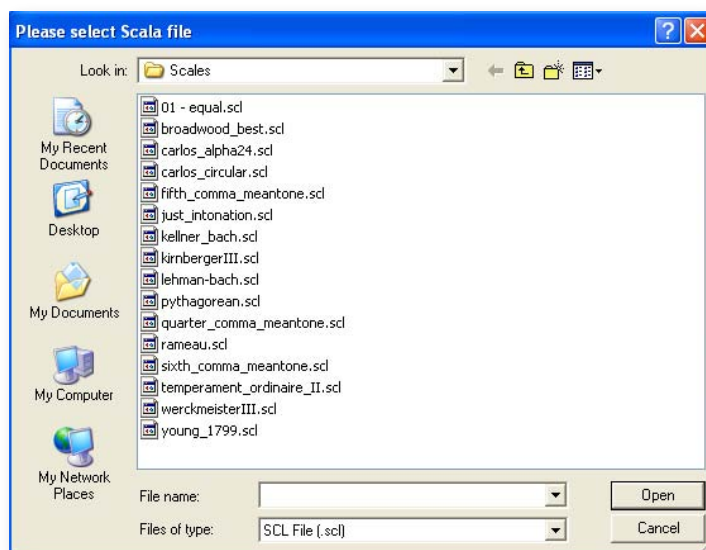 Please select Scala file
Look in:
Scales
My Recent
Documents
Desktop
My Documents
My Computer
My Network
Places
01 - equal.scl
broadwood_best.scl
carlos_alpha24.scl
carlos_circular.scl
fifth_comma_meantone.scl
just_intonation.scl
kellner_bach.scl
kirnbergerIII.scl
lehman-bach.scl
pythagorean.scl
quarter_comma_meantone.scl
rameau.scl
sixth_comma_meantone.scl
temperament_ordinaire_II.scl
werckmeisterIII.scl
young_1799.scl
File name:
Open
Files of type:
SCL File (.scl)
Cancel